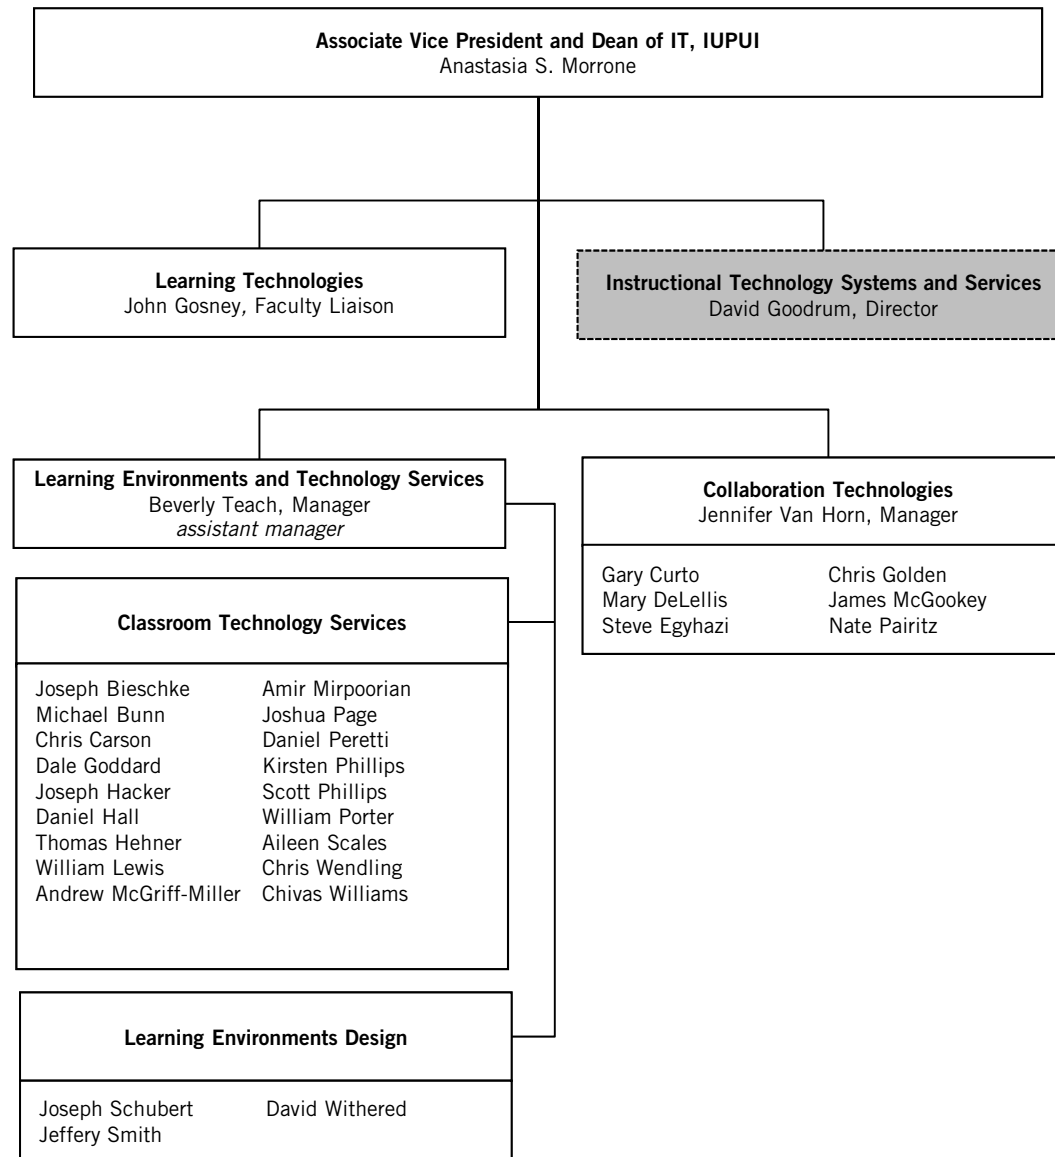 Associate Vice President and Dean of IT, IUPUI
Anastasia S. Morrone
Learning Technologies
John Gosney, Faculty Liaison
Instructional Technology Systems and Services
David Goodrum, Director
Learning Environments and Technology Services
Beverly Teach, Manager
assistant manager
Collaboration Technologies
Jennifer Van Horn, Manager
Gary Curto
Mary DeLellis
Steve Egyhazi
Chris Golden
James McGookey
Nate Pairitz
Classroom Technology Services
Joseph Bieschke
Michael Bunn
Chris Carson
Dale Goddard
Joseph Hacker
Daniel Hall
Thomas Hehner
William Lewis
Andrew McGriff-Miller
Amir Mirpoorian
Joshua Page
Daniel Peretti
Kirsten Phillips
Scott Phillips
William Porter
Aileen Scales
Chris Wendling
Chivas Williams
Learning Environments Design
Joseph Schubert
Jeffery Smith
David Withered